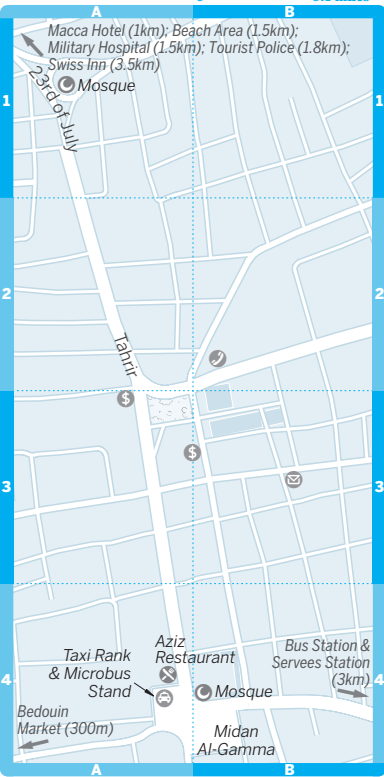 A
B
Macca Hotel (1km); Beach Area (1.5km);
Military Hospital (1.5km); Tourist Police (1.8km);
Swiss Inn (3.5km)
Mosque
23rd of July
1
1
2
2
Tahrir
$
$
3
3
Aziz
Restaurant
Taxi Rank
& Microbus
Stand
Bus Station &
Servees Station
(3km)
4
4
Mosque
Bedouin
Market (300m)
Midan
Al-Gamma
A
B